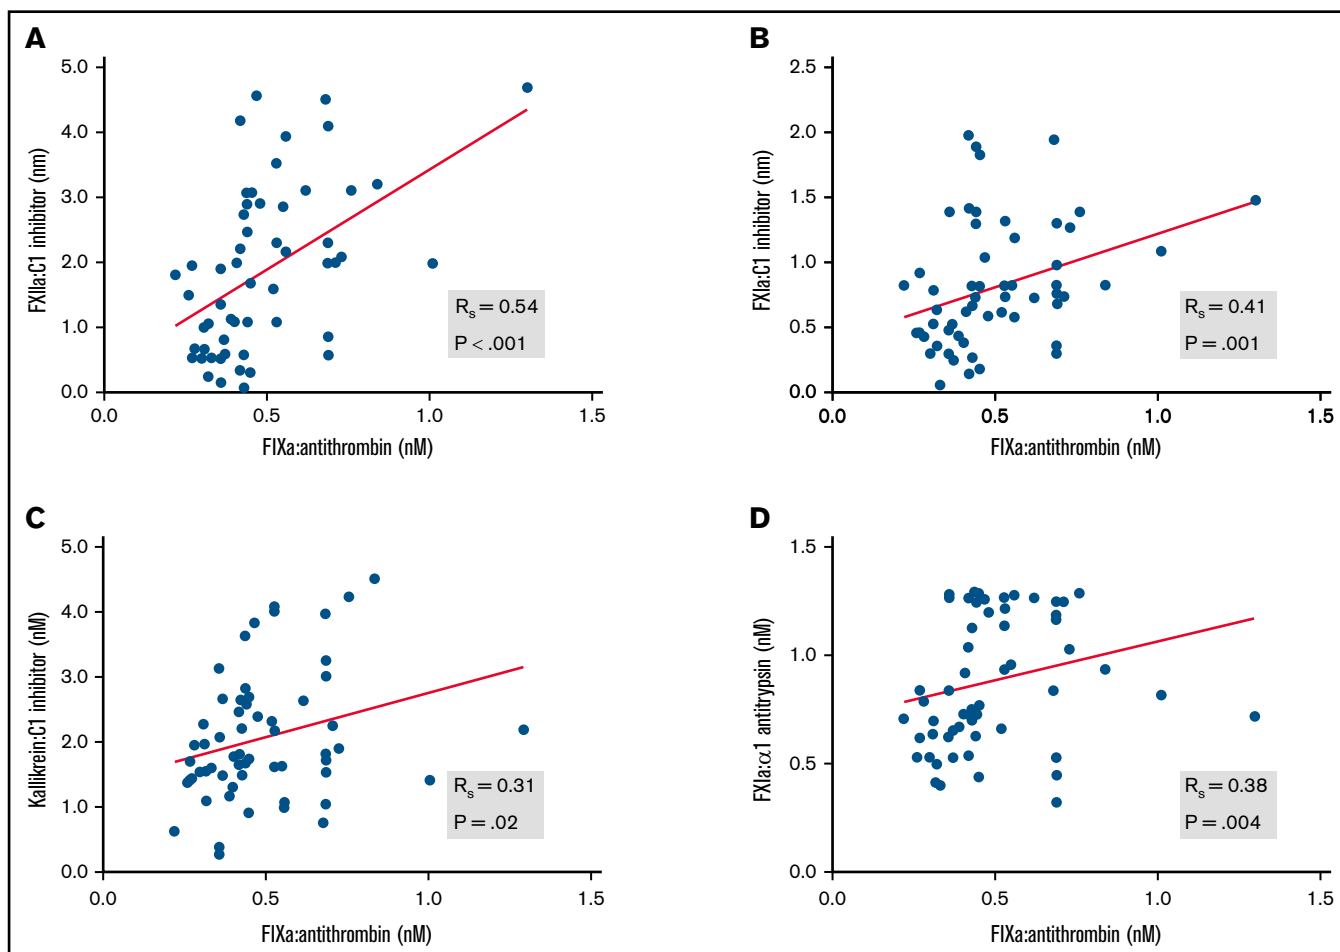 A
5.0
4.0
3.0
2.0
1.0
0.0
FXIIa:C1 inhibitor (nm)
0.0
0.5
1.0
1.5
FIXa:antithrombin (nM)
Rs = 0.54
P < .001
B
2.5
2.0
1.5
1.0
0.5
0.0
FXIa:C1 inhibitor (nm)
0.0
0.5
1.0
1.5
FIXa:antithrombin (nM)
Rs = 0.41
P = .001
C
5.0
4.0
3.0
2.0
1.0
0.0
Kallikrein:C1 inhibitor (nM)
0.0
0.5
1.0
1.5
FIXa:antithrombin (nM)
Rs = 0.31
P = .02
D
1.5
1.0
0.5
0.0
FXIa:α1 antitrypsin (nM)
0.0
0.5
1.0
1.5
FIXa:antithrombin (nM)
Rs = 0.38
P = .004